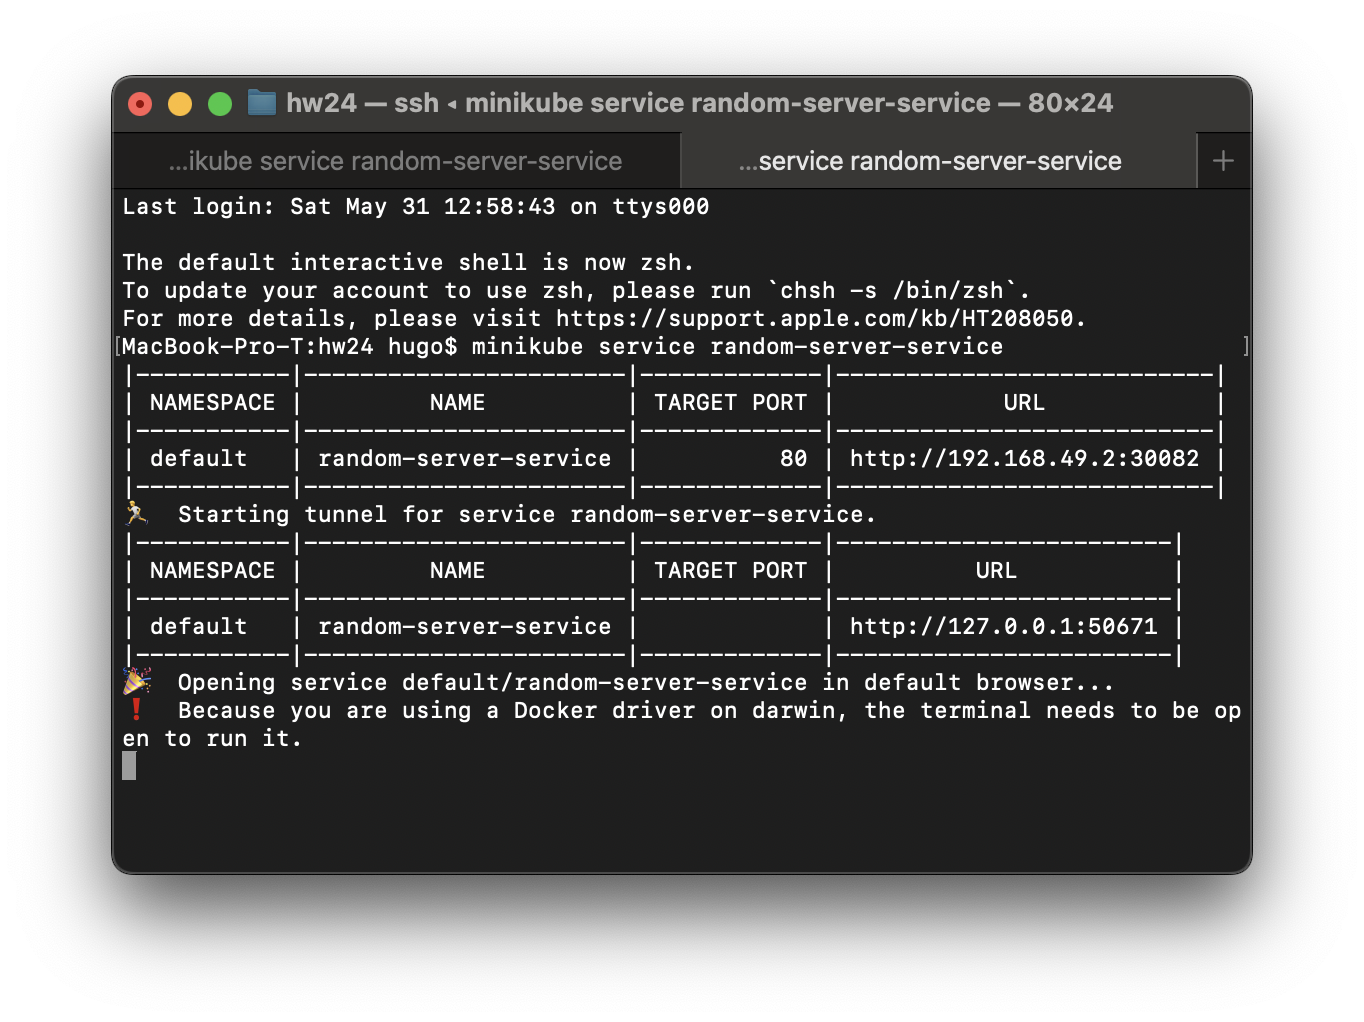 hw24 — ssh ◂ minikube service random-server-service — 80×24
...ikube service random-server-service
...service random-server-service
+
Last login: Sat May 31 12:58:43 on ttys000
The default interactive shell is now zsh.
To update your account to use zsh, please run `chsh -s /bin/zsh`.
For more details, please visit https://support.apple.com/kb/HT208050.
[MacBook-Pro-T:hw24 hugo$ minikube service random-server-service ]
|-----------|-----------------------|-------------|---------------------------|
| NAMESPACE |         NAME          | TARGET PORT |            URL            |
|-----------|-----------------------|-------------|---------------------------|
| default   | random-server-service |          80 | http://192.168.49.2:30082 |
|-----------|-----------------------|-------------|---------------------------|
🏃  Starting tunnel for service random-server-service.
|-----------|-----------------------|-------------|------------------------|
| NAMESPACE |         NAME          | TARGET PORT |          URL           |
|-----------|-----------------------|-------------|------------------------|
| default   | random-server-service |             | http://127.0.0.1:50671 |
|-----------|-----------------------|-------------|------------------------|
🎉  Opening service default/random-server-service in default browser...
❗  Because you are using a Docker driver on darwin, the terminal needs to be op
en to run it.